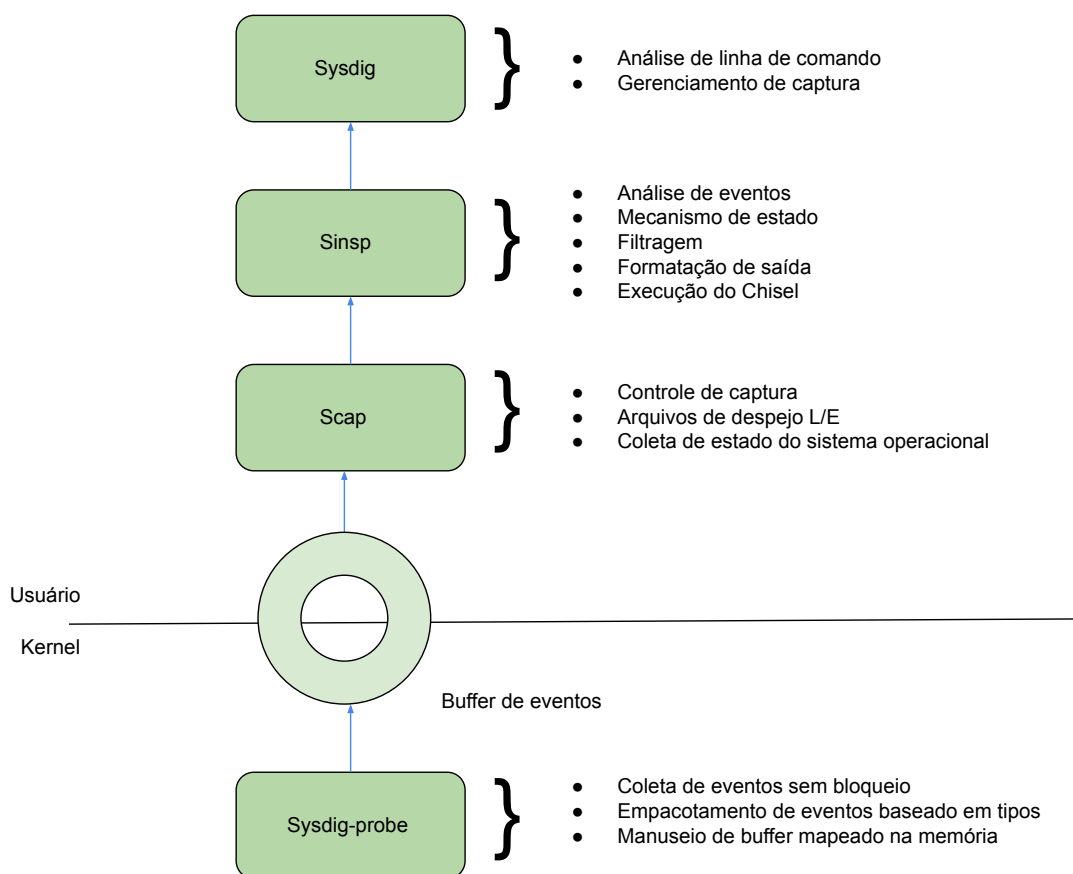 Sysdig
● Análise de linha de comando
● Gerenciamento de captura
Sinsp
● Análise de eventos
● Mecanismo de estado
● Filtragem
● Formatação de saída
● Execução do Chisel
Scap
● Controle de captura
● Arquivos de despejo L/E
● Coleta de estado do sistema operacional
Usuário
Kernel
Buffer de eventos
Sysdig-probe
● Coleta de eventos sem bloqueio
● Empacotamento de eventos baseado em tipos
● Manuseio de buffer mapeado na memória